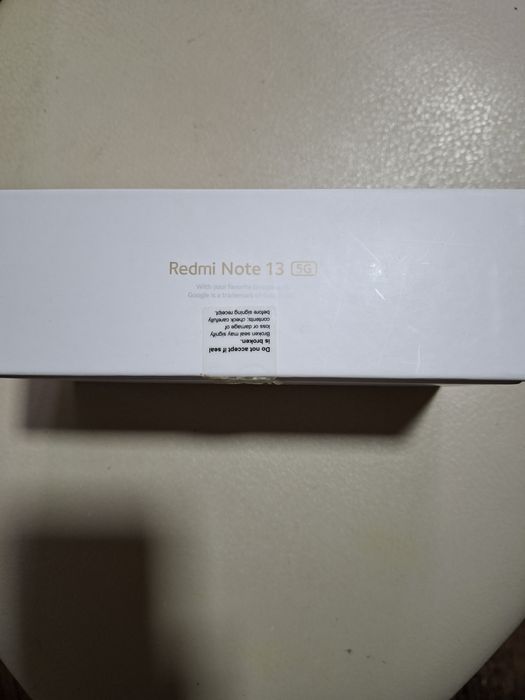 Redmi Note 13 5G
With your favorite Google
Google is a trademark of
Do not accept if seal
is broken.
Broken seal may signify
loss or damage of
contents; check carefully
before signing receipt.